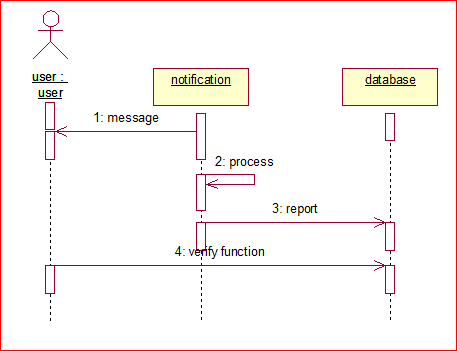 user :
user
notification
database
1: message
2: process
3: report
4: verify function